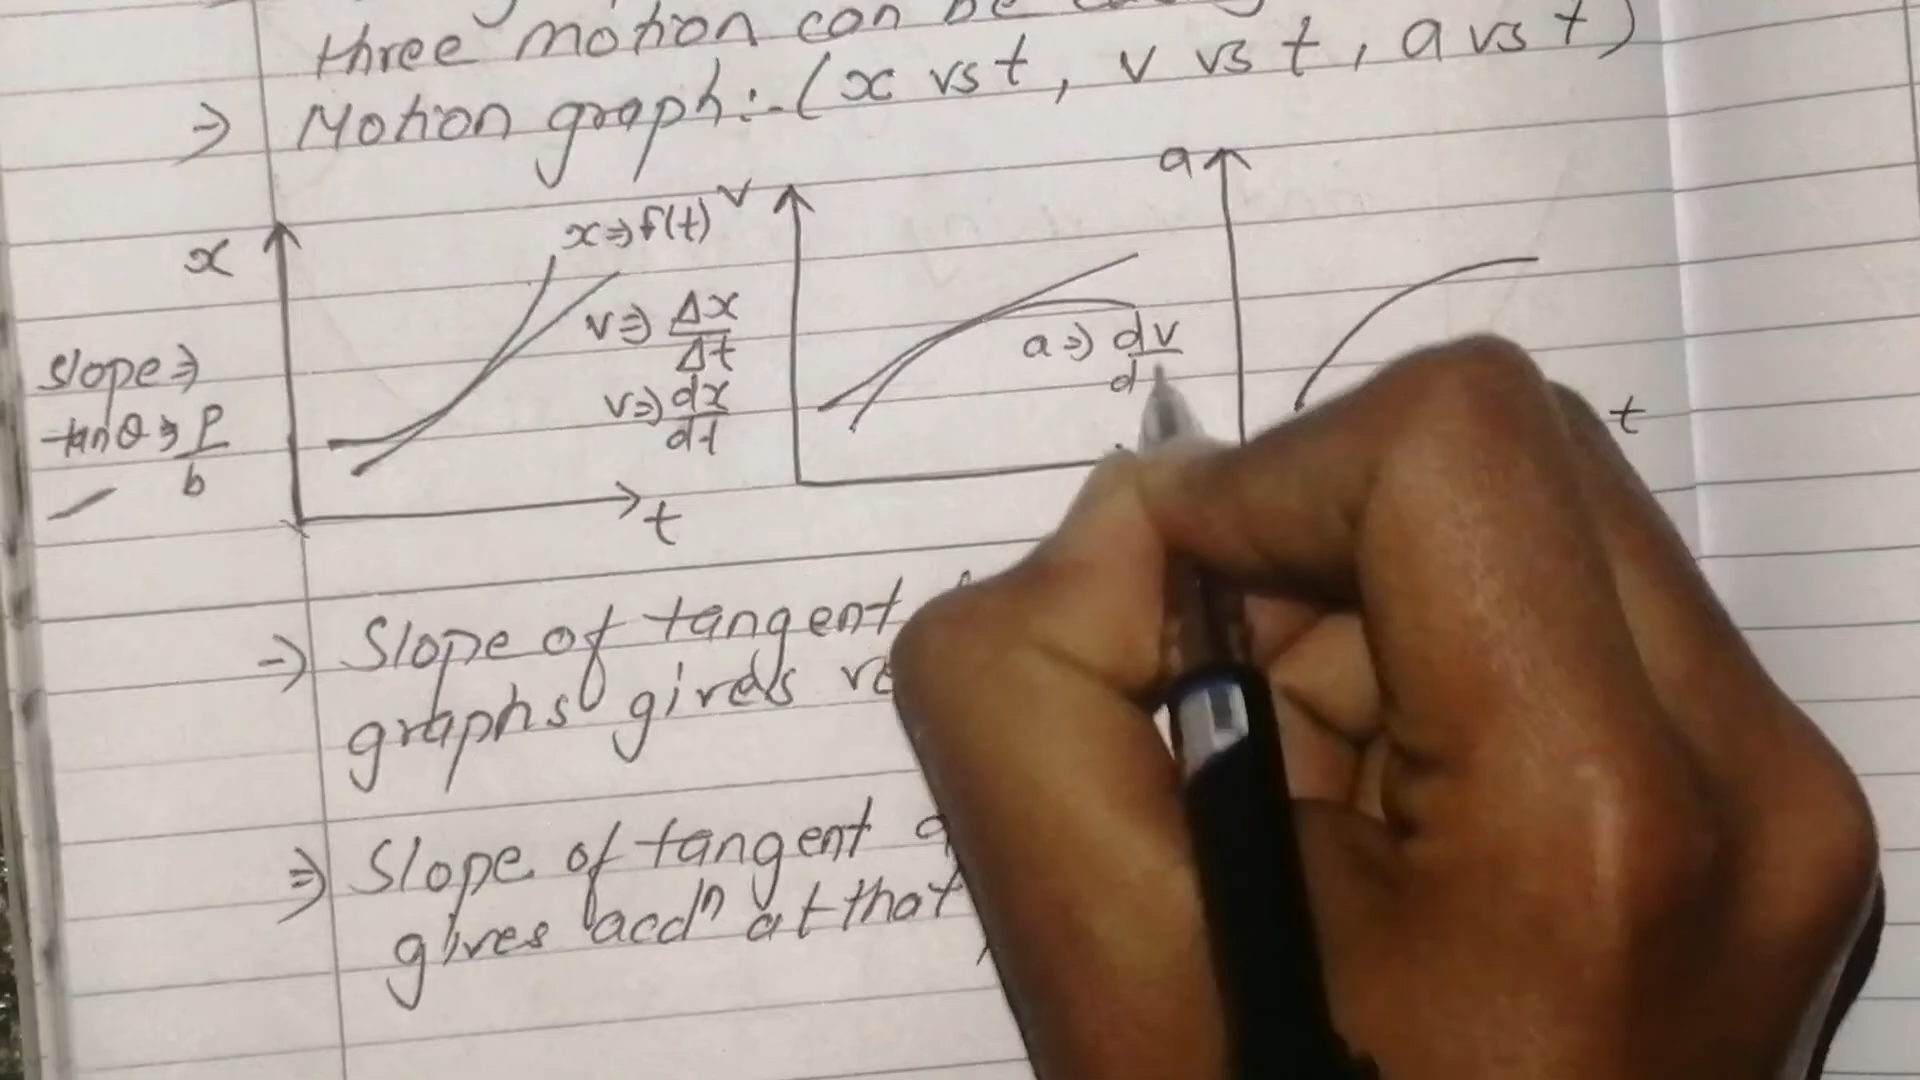 three motion can be
⇒ Motion graph:-(x vs t, v vs t, a vs t)
x
x⇒f(t)
v⇒ Δx/Δt
v⇒ dx/dt
t
slope⇒
tanθ⇒ P/b
v
a⇒ dv/d
a
t
⇒ Slope of tangent
graphs
⇒ Slope of tangent
gives accⁿ at that